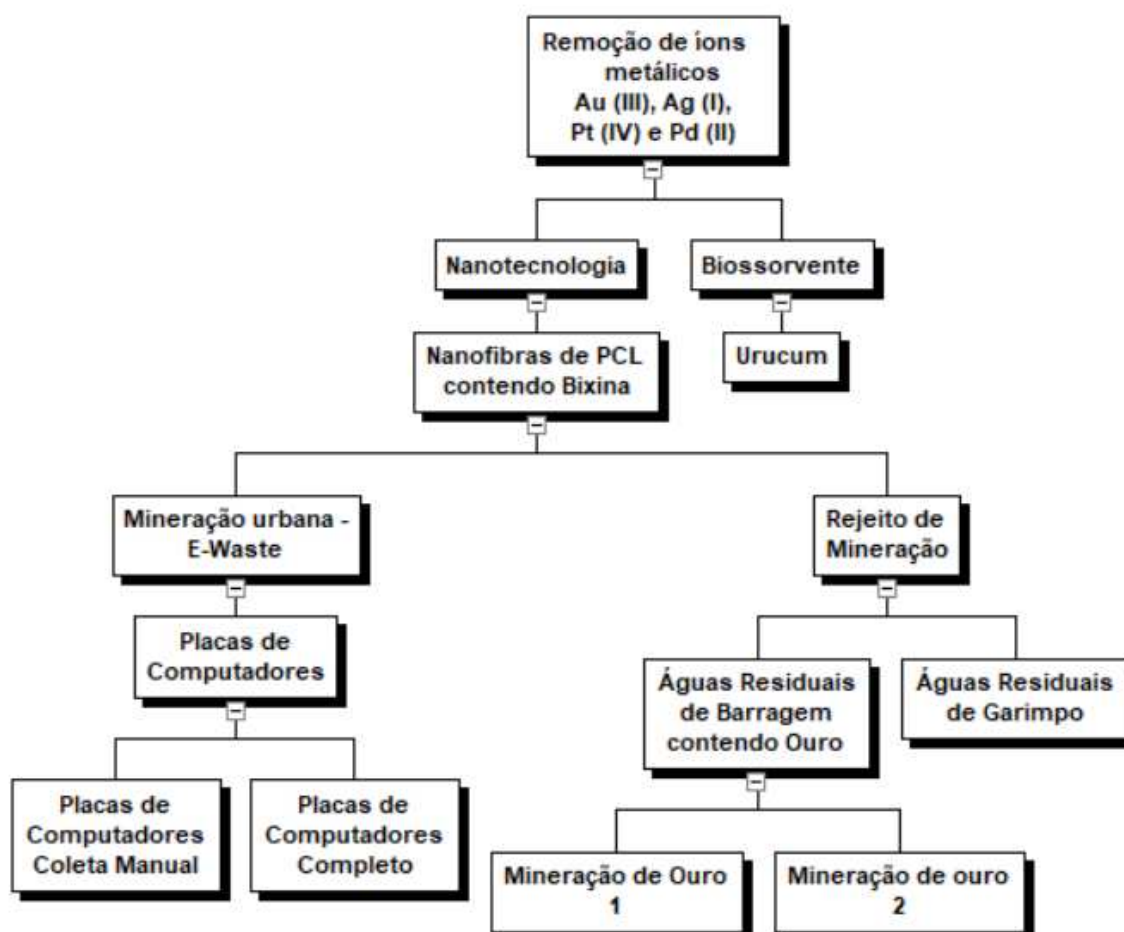 Remoção de íons
metálicos
Au (III), Ag (I),
Pt (IV) e Pd (II)
Nanotecnologia
Biossorvente
Nanofibras de PCL
contendo Bixina
Urucum
Mineração urbana -
E-Waste
Rejeito de
Mineração
Placas de
Computadores
Águas Residuais
de Barragem
contendo Ouro
Águas Residuais
de Garimpo
Placas de
Computadores
Coleta Manual
Placas de
Computadores
Completo
Mineração de Ouro
1
Mineração de ouro
2